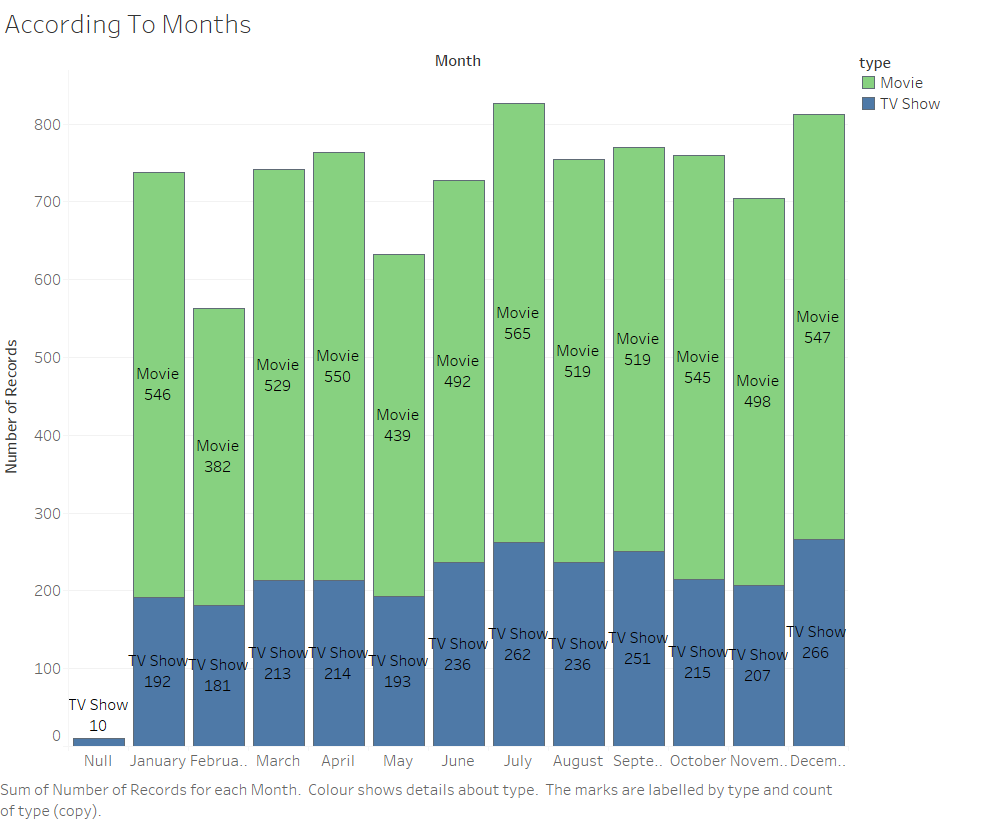 According To Months
Month
type
Movie
TV Show
Number of Records
800
700
600
500
400
300
200
100
0
TV Show
10
Movie
546
TV Show
192
Movie
382
TV Show
181
Movie
529
TV Show
213
Movie
550
TV Show
214
Movie
439
TV Show
193
Movie
492
TV Show
236
Movie
565
TV Show
262
Movie
519
TV Show
236
Movie
519
TV Show
251
Movie
545
TV Show
215
Movie
498
TV Show
207
Movie
547
TV Show
266
Null January Februa.. March April May June July August Septe.. October Novem.. Decem..
Sum of Number of Records for each Month.  Colour shows details about type.  The marks are labelled by type and count
of type (copy).